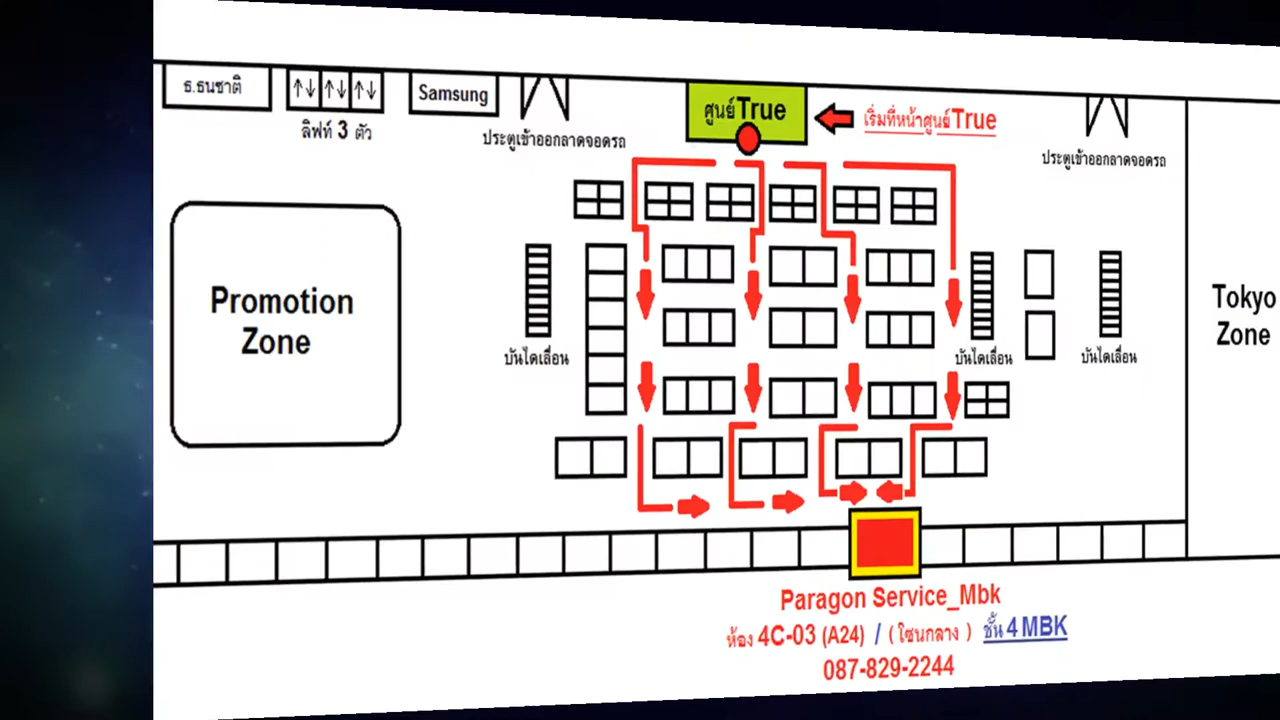 ธ.ธนชาติ
ลิฟท์ 3 ตัว
Samsung
ประตูเข้าออกลาดจอดรถ
ศูนย์True
เริ่มที่หน้าศูนย์True
ประตูเข้าออกลาดจอดรถ
Promotion
Zone
บันไดเลื่อน
บันไดเลื่อน
บันไดเลื่อน
Tokyo
Zone
Paragon Service_Mbk
ห้อง 4C-03 (A24) / ( โซนกลาง ) ชั้น 4 MBK
087-829-2244